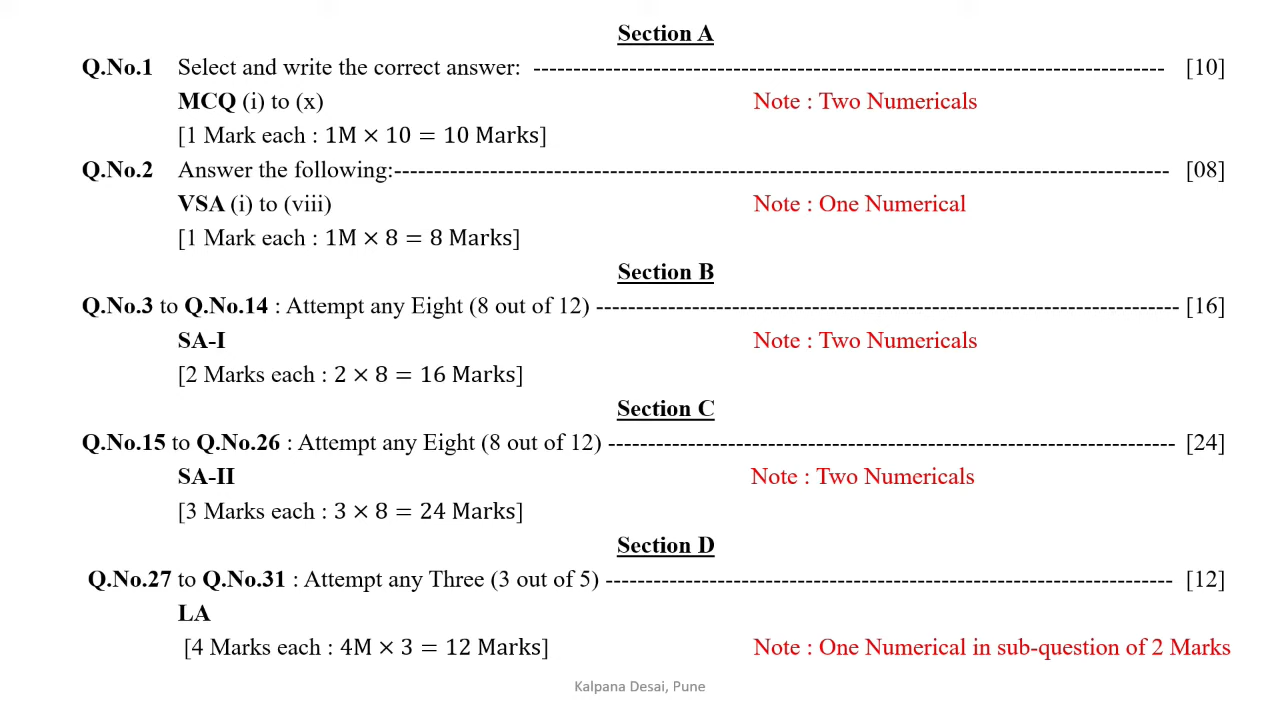 Section A
Q.No.1 Select and write the correct answer: ------------------------------------------------------------------------------- [10]
MCQ (i) to (x) Note : Two Numericals
[1 Mark each : 1M × 10 = 10 Marks]
Q.No.2 Answer the following:------------------------------------------------------------------------------------------------- [08]
VSA (i) to (viii) Note : One Numerical
[1 Mark each : 1M × 8 = 8 Marks]
Section B
Q.No.3 to Q.No.14 : Attempt any Eight (8 out of 12) ------------------------------------------------------------------------- [16]
SA-I Note : Two Numericals
[2 Marks each : 2 × 8 = 16 Marks]
Section C
Q.No.15 to Q.No.26 : Attempt any Eight (8 out of 12) ----------------------------------------------------------------------- [24]
SA-II Note : Two Numericals
[3 Marks each : 3 × 8 = 24 Marks]
Section D
Q.No.27 to Q.No.31 : Attempt any Three (3 out of 5) ----------------------------------------------------------------------- [12]
LA
[4 Marks each : 4M × 3 = 12 Marks] Note : One Numerical in sub-question of 2 Marks
Kalpana Desai, Pune